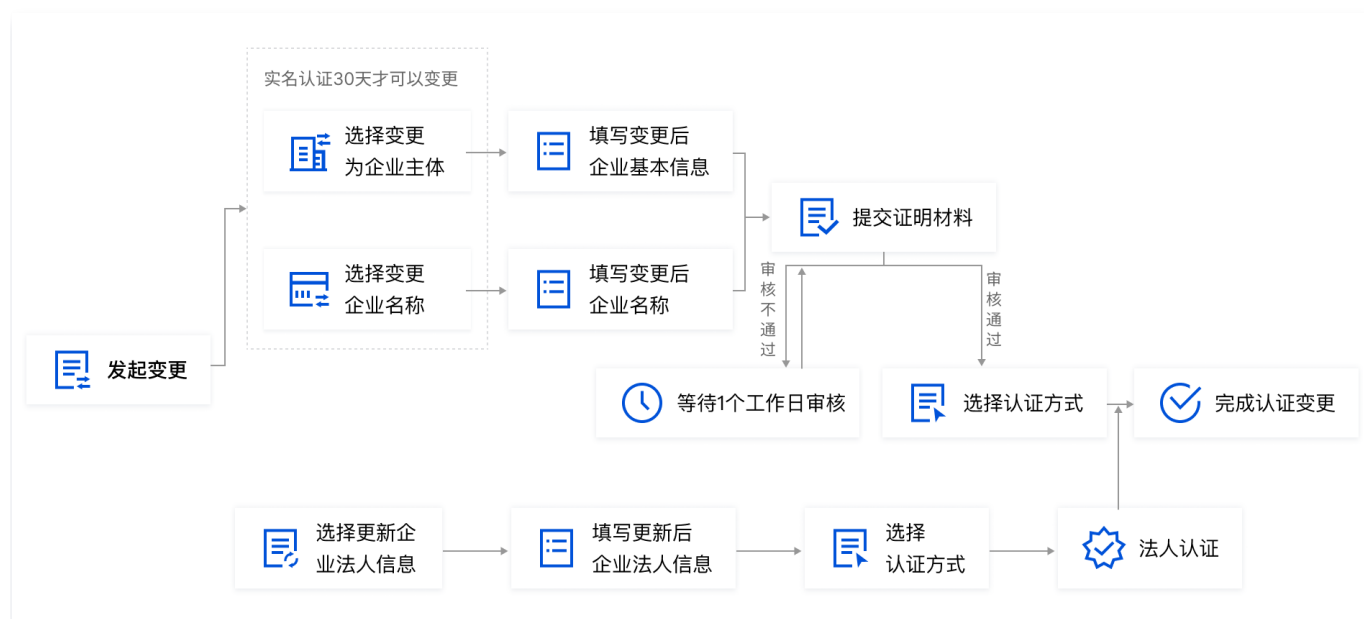 实名认证30天才可以变更
选择变更
为企业主体
填写变更后
企业基本信息
提交证明材料
选择变更
企业名称
填写变更后
企业名称
审核不通过
审核通过
发起变更
等待1个工作日审核
选择认证方式
完成认证变更
选择更新企
业法人信息
填写更新后
企业法人信息
选择
认证方式
法人认证